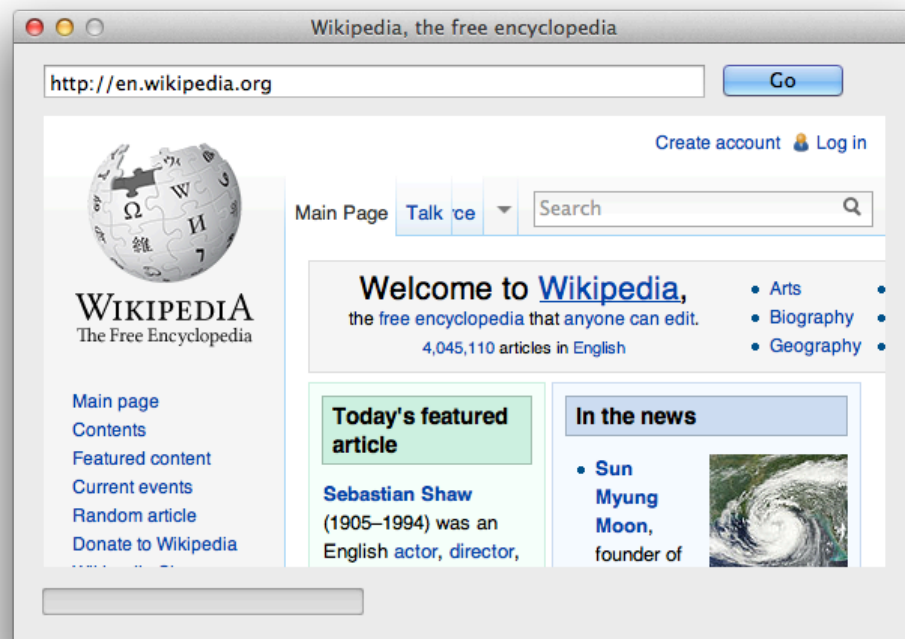 Wikipedia, the free encyclopedia
http://en.wikipedia.org
Go
Create account Log in
Main Page Talk rce
Search
Ω W И 維 7
WIKIPEDIA
The Free Encyclopedia
Welcome to Wikipedia,
the free encyclopedia that anyone can edit.
4,045,110 articles in English
Arts
Biography
Geography
Main page
Contents
Featured content
Current events
Random article
Donate to Wikipedia
Today's featured
article
Sebastian Shaw
(1905–1994) was an
English actor, director,
In the news
Sun
Myung
Moon,
founder of